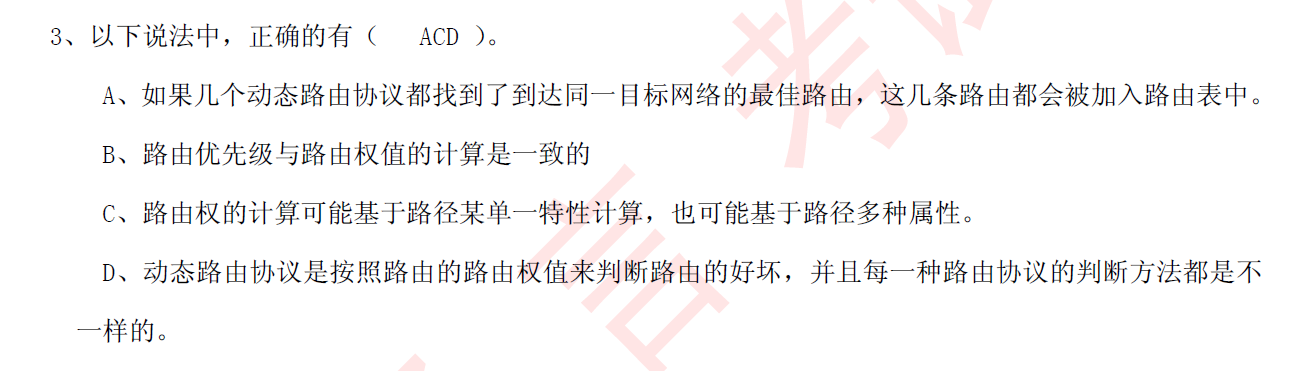 3、以下说法中，正确的有（ ACD ）。
A、如果几个动态路由协议都找到了到达同一目标网络的最佳路由，这几条路由都会被加入路由表中。
B、路由优先级与路由权值的计算是一致的
C、路由权的计算可能基于路径某单一特性计算，也可能基于路径多种属性。
D、动态路由协议是按照路由的路由权值来判断路由的好坏，并且每一种路由协议的判断方法都是不
一样的。